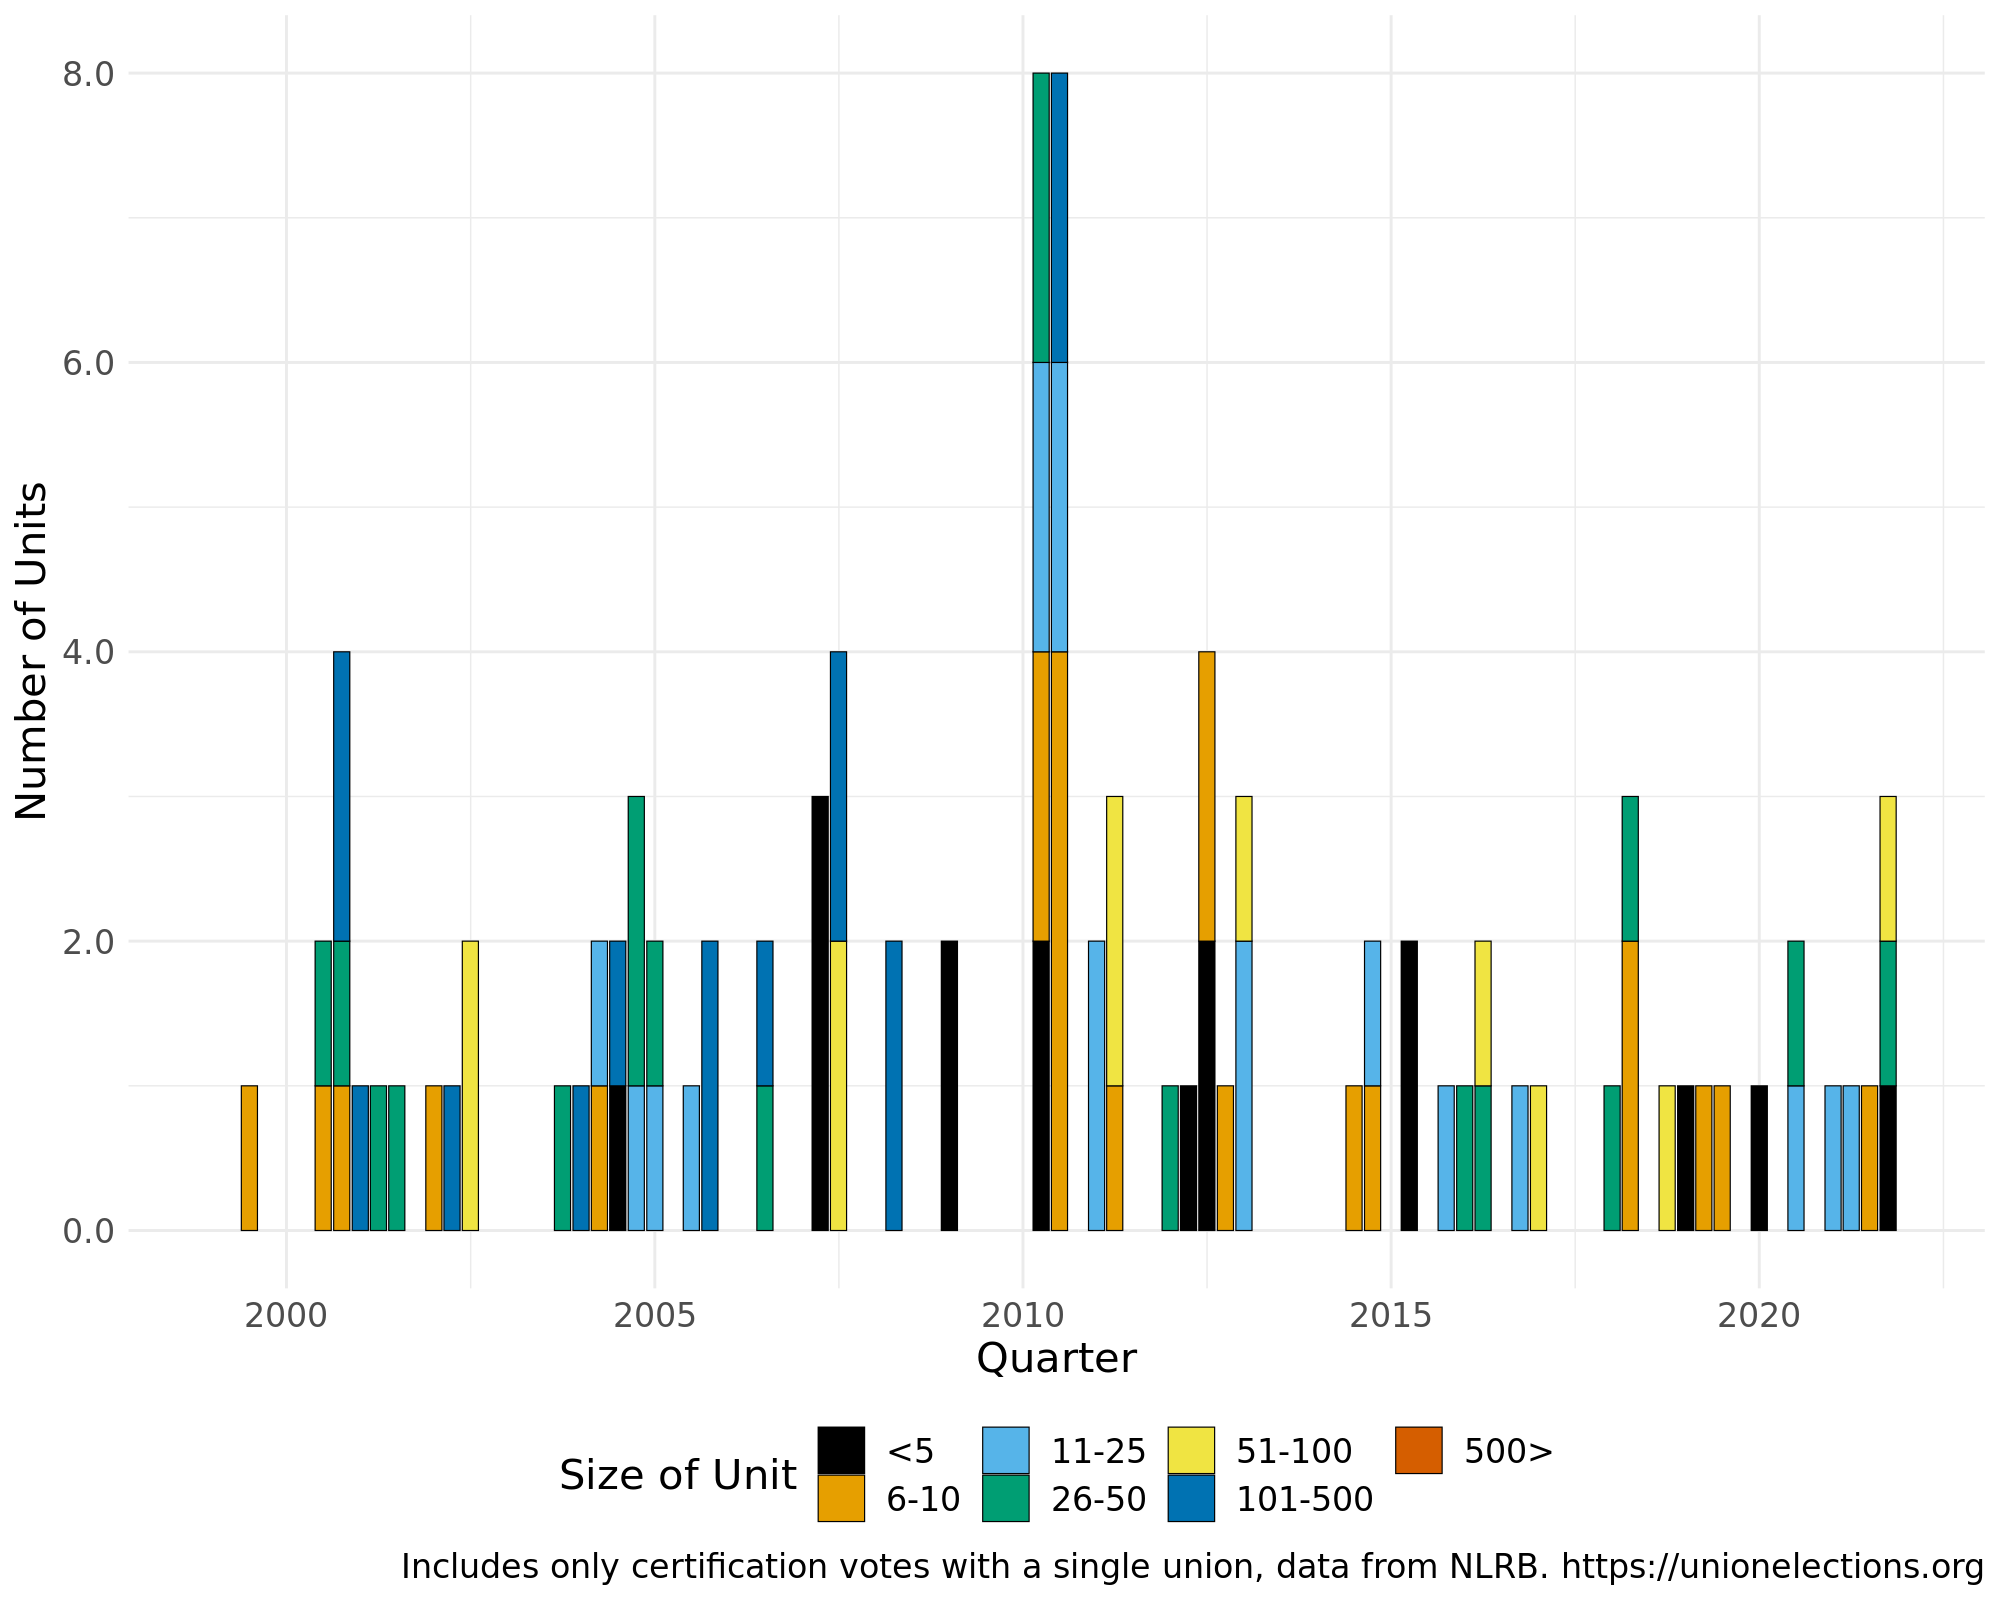 8.0
6.0
4.0
2.0
0.0
Number of Units
2000 2005 2010 2015 2020
Quarter
Size of Unit
<5 11-25 51-100 500>
6-10 26-50 101-500
Includes only certification votes with a single union, data from NLRB. https://unionelections.org